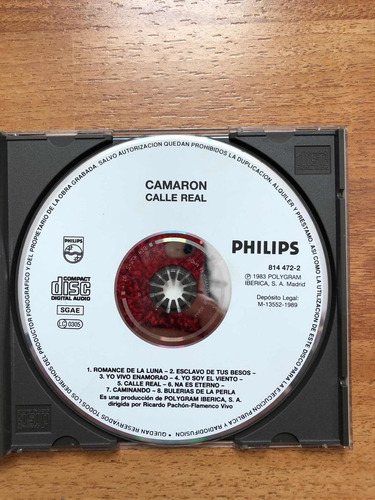 SALVO AUTORIZACION QUEDAN PROHIBIDOS LA DUPLICACION, ALQUILER Y PRESTAMO, ASI COMO LA UTILIZACION DE ESTE DISCO PARA LA EJECUCION PUBLICA Y RADIODIFUSION" RESERVADOS TODOS LOS DERECHOS DEL PRODUCTOR FONOGRAFICO Y DEL PROPIETARIO DE LA OBRA GRABADA.
CAMARON
CALLE REAL
PHILIPS
PHILIPS
814 472-2
℗ 1983 POLYGRAM
IBERICA, S. A. Madrid
Depósito Legal:
M-13552-1989
COMPACT
disc
DIGITAL AUDIO
SGAE
LC 0305
1. ROMANCE DE LA LUNA – 2. ESCLAVO DE TUS BESOS –
3. YO VIVO ENAMORAO – 4. YO SOY EL VIENTO –
5. CALLE REAL – 6. NA ES ETERNO –
7. CAMINANDO – 8. BULERIAS DE LA PERLA
Es una producción de POLYGRAM IBERICA, S. A.
dirigida por Ricardo Pachón-Flamenco Vivo